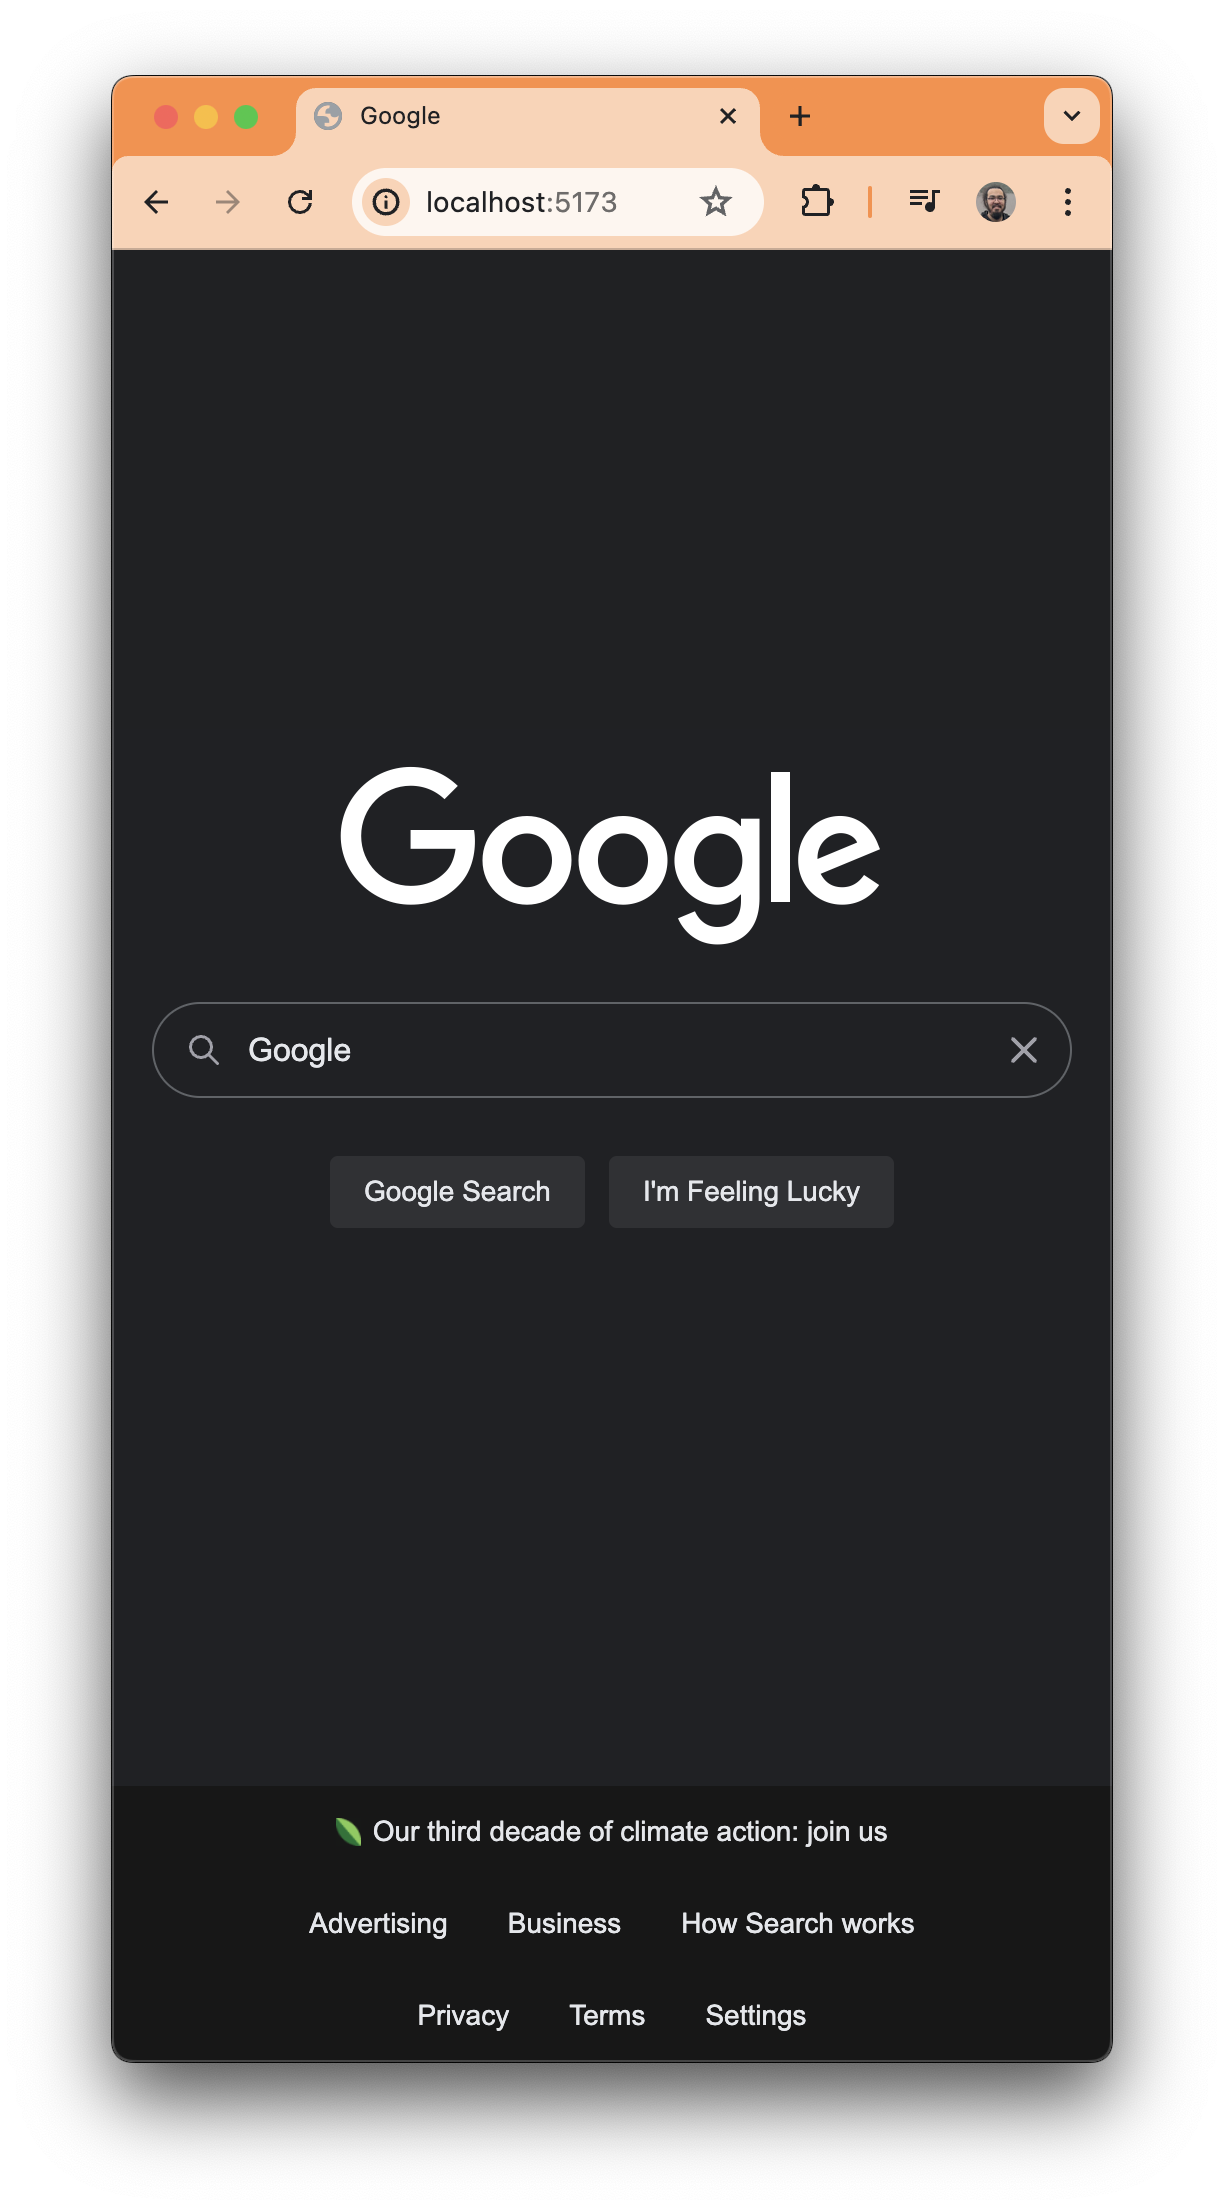 Google
localhost:5173
Google
Google
Google Search I'm Feeling Lucky
Our third decade of climate action: join us
Advertising Business How Search works
Privacy Terms Settings